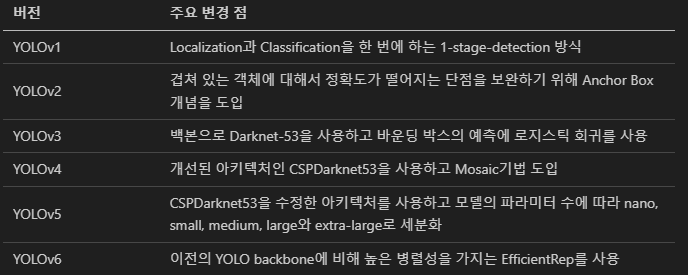 버전 주요 변경 점
YOLOv1 Localization과 Classification을 한 번에 하는 1-stage-detection 방식
YOLOv2 겹쳐 있는 객체에 대해서 정확도가 떨어지는 단점을 보완하기 위해 Anchor Box
개념을 도입
YOLOv3 백본으로 Darknet-53을 사용하고 바운딩 박스의 예측에 로지스틱 회귀를 사용
YOLOv4 개선된 아키텍처인 CSPDarknet53을 사용하고 Mosaic기법 도입
YOLOv5 CSPDarknet53을 수정한 아키텍처를 사용하고 모델의 파라미터 수에 따라 nano,
small, medium, large와 extra-large로 세분화
YOLOv6 이전의 YOLO backbone에 비해 높은 병렬성을 가지는 EfficientRep를 사용